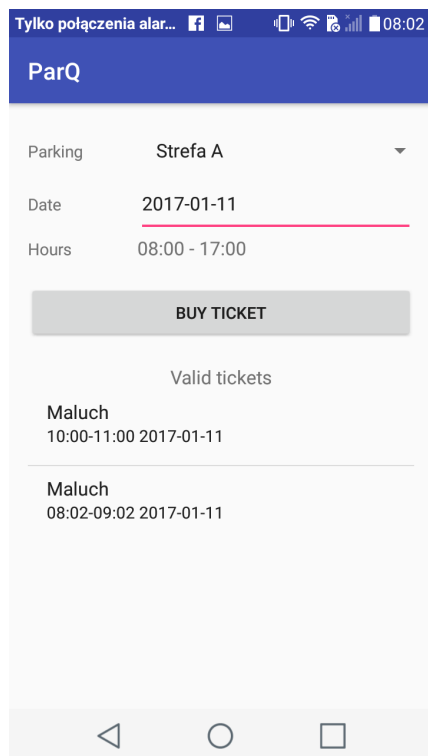 Tylko połączenia alar... 08:02
ParQ
Parking Strefa A
Date 2017-01-11
Hours 08:00 - 17:00
BUY TICKET
Valid tickets
Maluch
10:00-11:00 2017-01-11
Maluch
08:02-09:02 2017-01-11